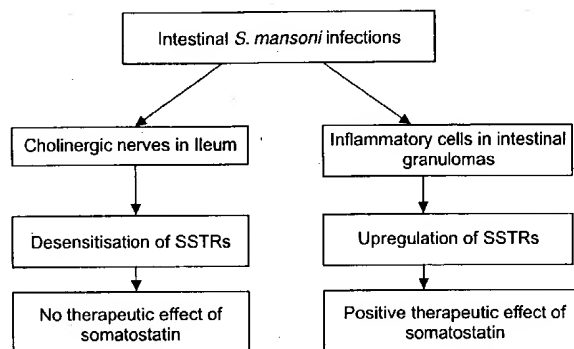 Intestinal S. mansoni infections
Cholinergic nerves in Ileum
Inflammatory cells in intestinal
granulomas
Desensitisation of SSTRs
Upregulation of SSTRs
No therapeutic effect of
somatostatin
Positive therapeutic effect of
somatostatin